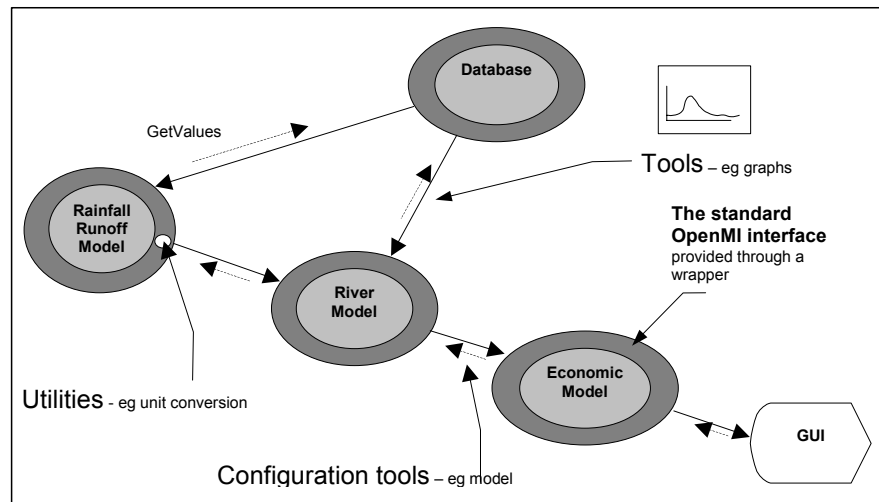 Database
GetValues
Tools – eg graphs
Rainfall
Runoff
Model
The standard
OpenMI interface
provided through a
wrapper
River
Model
Economic
Model
Utilities - eg unit conversion
GUI
Configuration tools – eg model